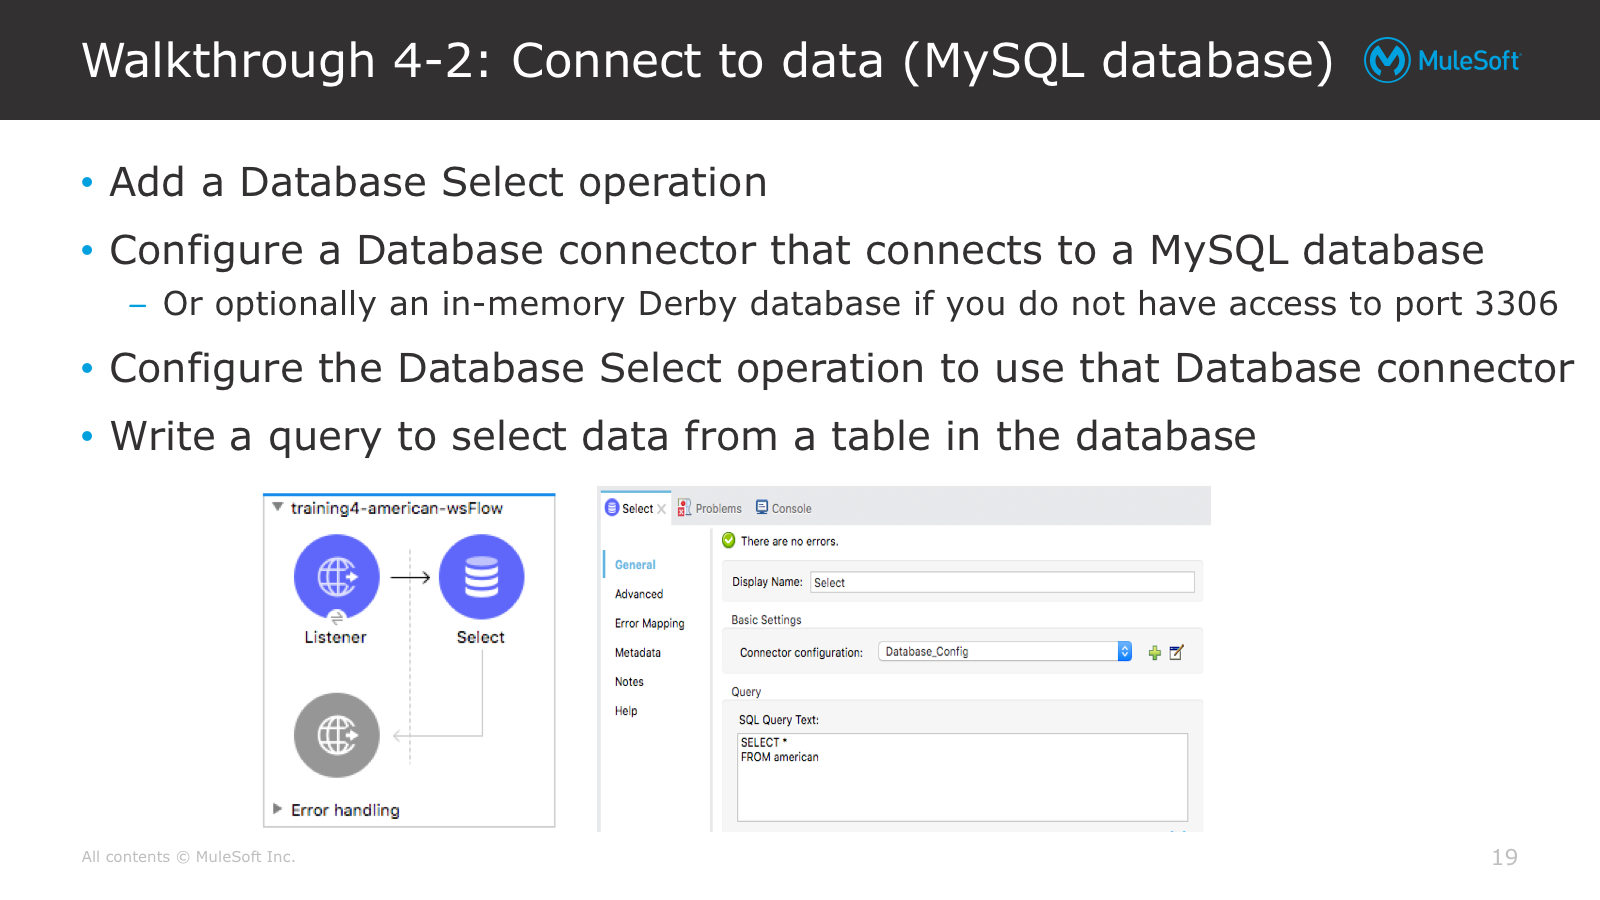 Walkthrough 4-2: Connect to data (MySQL database)
MuleSoft
• Add a Database Select operation
• Configure a Database connector that connects to a MySQL database
– Or optionally an in-memory Derby database if you do not have access to port 3306
• Configure the Database Select operation to use that Database connector
• Write a query to select data from a table in the database
training4-american-wsFlow
Listener
Select
Error handling
Select
Problems
Console
There are no errors.
General
Advanced
Error Mapping
Metadata
Notes
Help
Display Name: Select
Basic Settings
Connector configuration: Database_Config
Query
SQL Query Text:
SELECT *
FROM american
All contents © MuleSoft Inc.
19